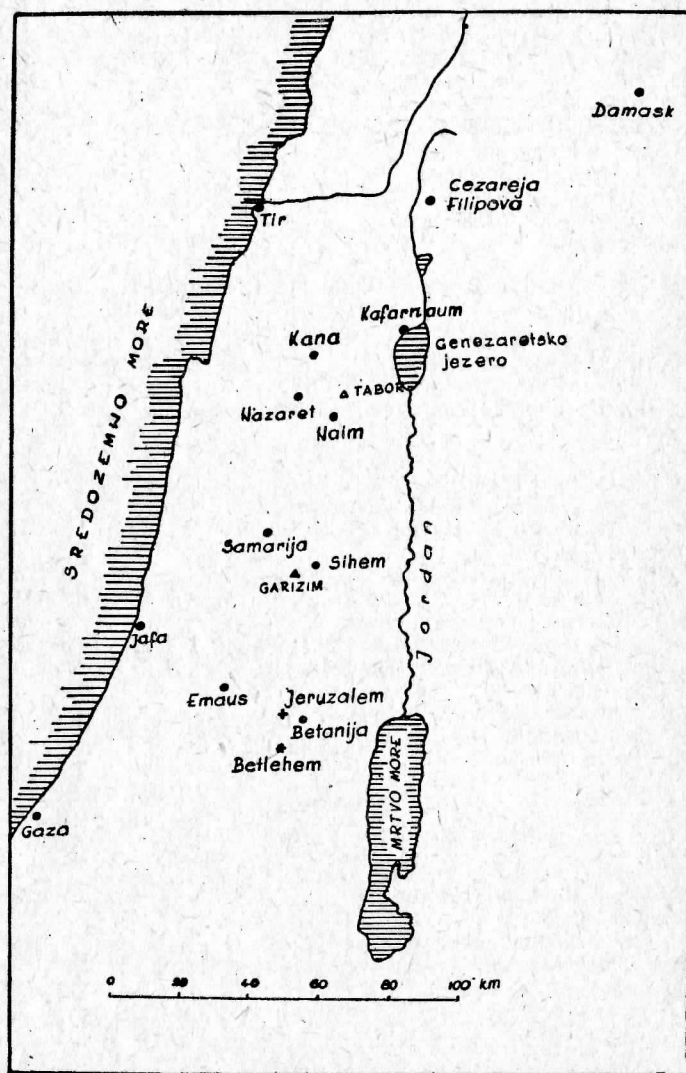 Damask
Cezareja
Filipova
Tir
Kafarnaum
Kana
Genezaretsko
jezero
TABOR
Nazaret
Naim
SREDOZEMNO MORE
Samarija
Sihem
GARIZIM
Jordan
Jafa
Emaus
Jeruzalem
Betanija
Betlehem
MRTVO MORE
Gaza
0 20 40 60 80 100 km